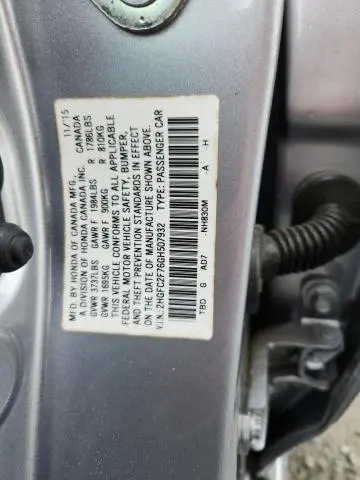 MFD. BY HONDA OF CANADA MFG., 11/15
A DIVISION OF HONDA CANADA INC., CANADA
GVWR 3737LBS GAWR F 1984LBS R 1786LBS
GVWR 1695KG GAWR F 900KG R 810KG
THIS VEHICLE CONFORMS TO ALL APPLICABLE
FEDERAL MOTOR VEHICLE SAFETY, BUMPER,
AND THEFT PREVENTION STANDARDS IN EFFECT
ON THE DATE OF MANUFACTURE SHOWN ABOVE.
V.I.N.: 2HGFC2F76GH507932 TYPE: PASSENGER CAR
TBD G AD7 -NH830M A H